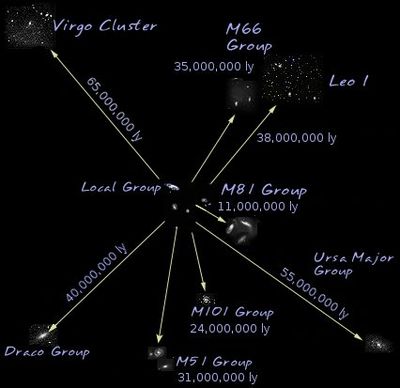 Virgo Cluster
M66
Group
35,000,000 ly
Leo I
65,000,000 ly
38,000,000 ly
Local Group
M81 Group
11,000,000 ly
Ursa Major
Group
40,000,000 ly
55,000,000 ly
M101 Group
24,000,000 ly
Draco Group
M51 Group
31,000,000 ly